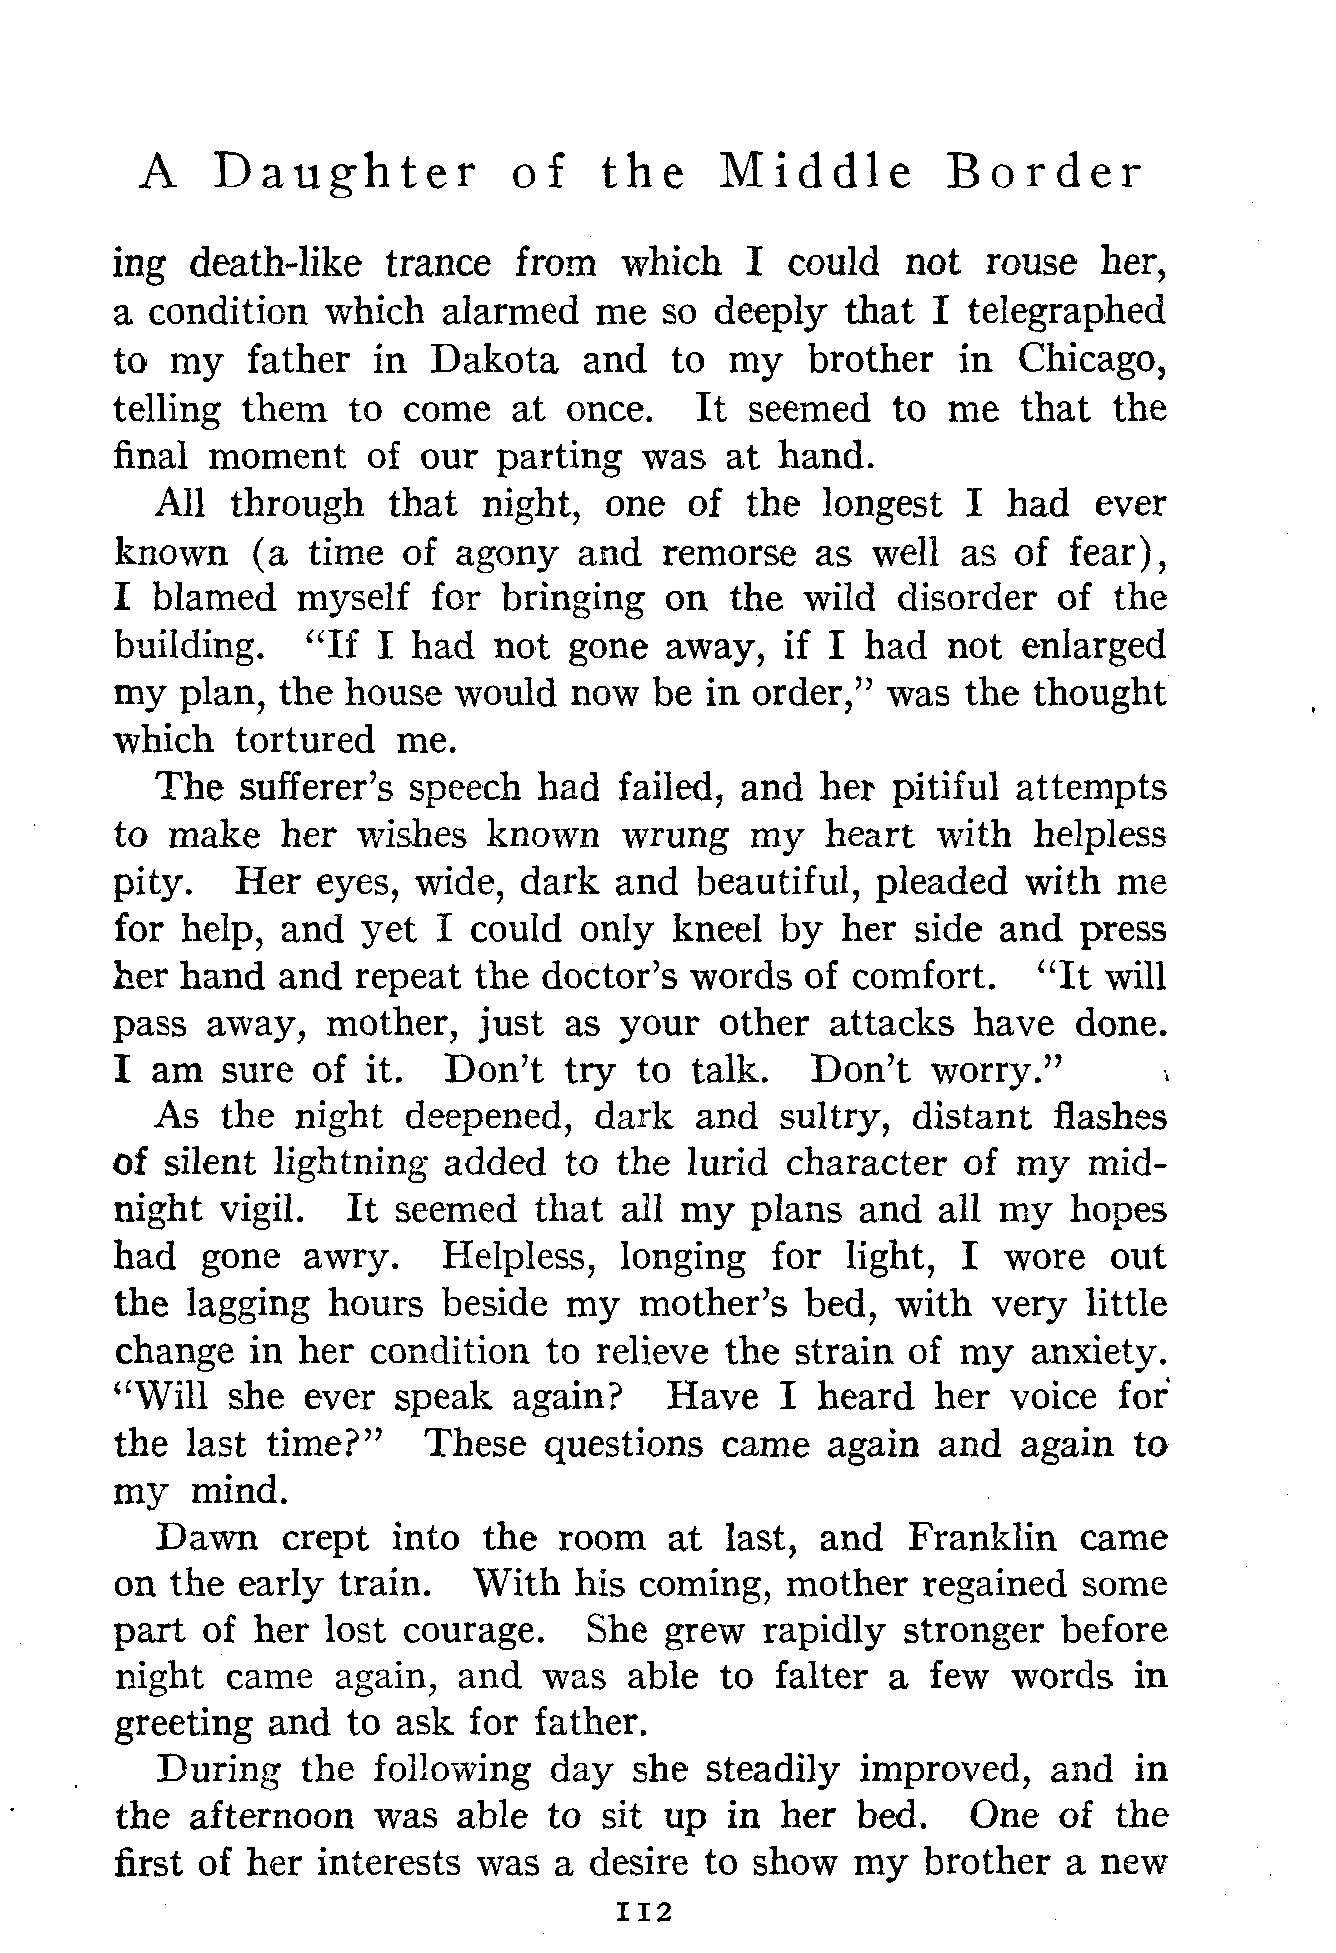 A Daughter of the Middle Border
ing death-like trance from which I could not rouse her,
a condition which alarmed me so deeply that I telegraphed
to my father in Dakota and to my brother in Chicago,
telling them to come at once. It seemed to me that the
final moment of our parting was at hand.
All through that night, one of the longest I had ever
known (a time of agony and remorse as well as of fear),
I blamed myself for bringing on the wild disorder of the
building. "If I had not gone away, if I had not enlarged
my plan, the house would now be in order," was the thought
which tortured me.
The sufferer's speech had failed, and her pitiful attempts
to make her wishes known wrung my heart with helpless
pity. Her eyes, wide, dark and beautiful, pleaded with me
for help, and yet I could only kneel by her side and press
her hand and repeat the doctor's words of comfort. "It will
pass away, mother, just as your other attacks have done.
I am sure of it. Don't try to talk. Don't worry."
As the night deepened, dark and sultry, distant flashes
of silent lightning added to the lurid character of my mid-
night vigil. It seemed that all my plans and all my hopes
had gone awry. Helpless, longing for light, I wore out
the lagging hours beside my mother's bed, with very little
change in her condition to relieve the strain of my anxiety.
"Will she ever speak again? Have I heard her voice for
the last time?" These questions came again and again to
my mind.
Dawn crept into the room at last, and Franklin came
on the early train. With his coming, mother regained some
part of her lost courage. She grew rapidly stronger before
night came again, and was able to falter a few words in
greeting and to ask for father.
During the following day she steadily improved, and in
the afternoon was able to sit up in her bed. One of the
first of her interests was a desire to show my brother a new
112